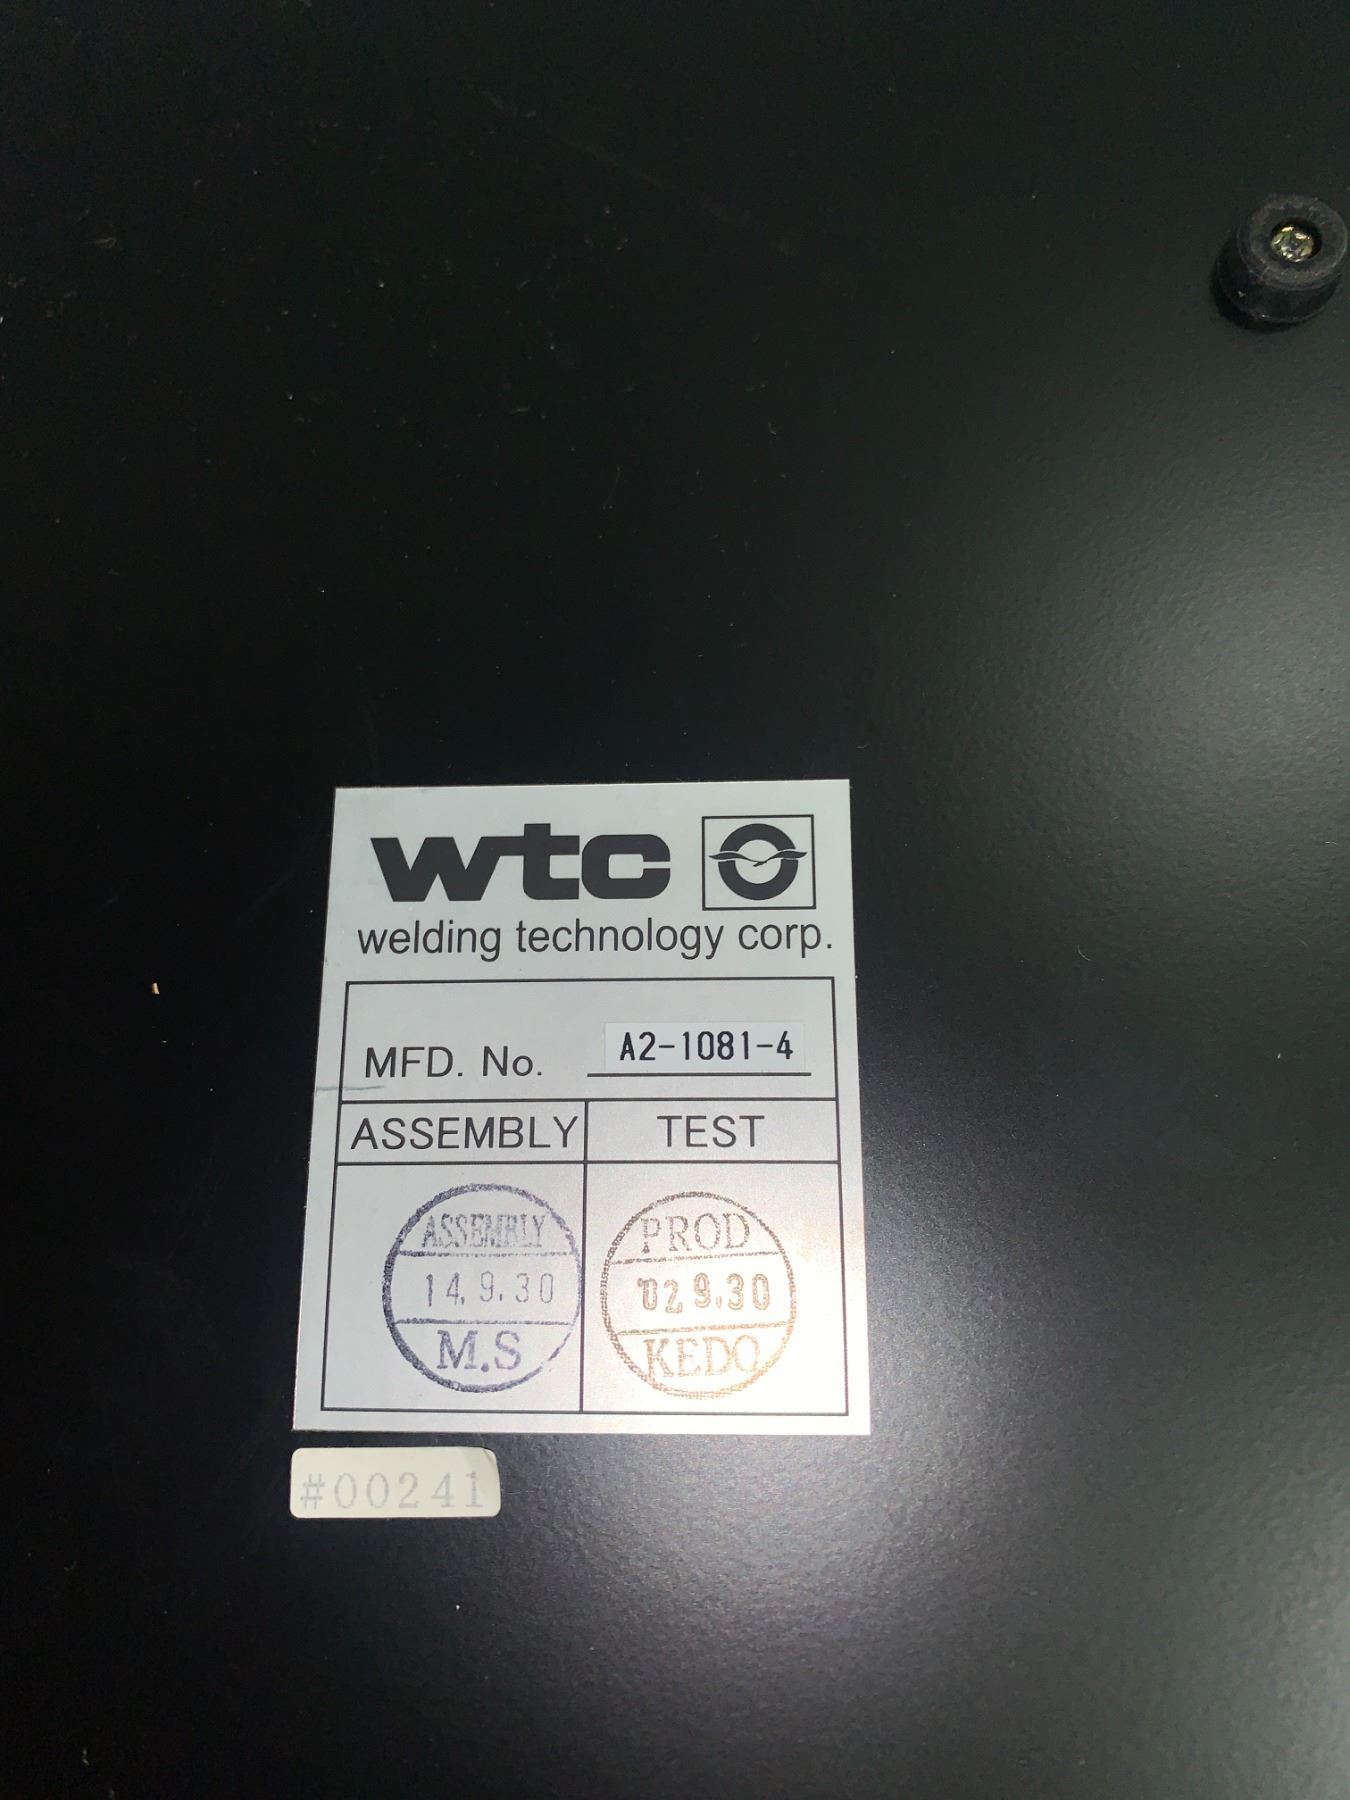 wtc
welding technology corp.
MFD. No. A2-1081-4
ASSEMBLY TEST
ASSEMBLY
14.9.30
M.S
PROD
02 9.30
KEDO
#00241